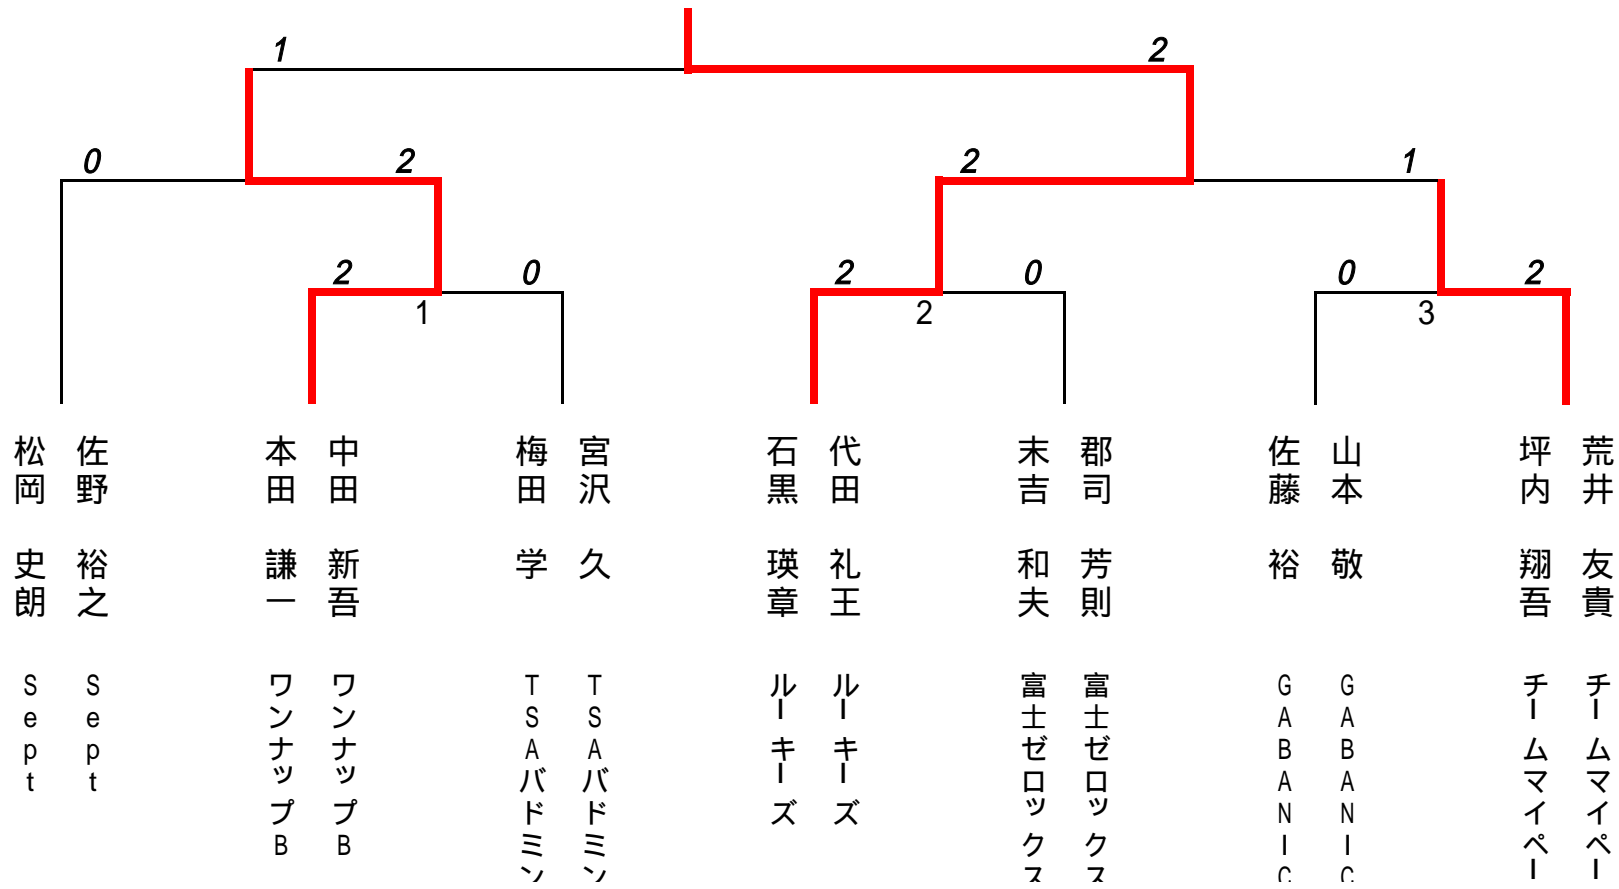 1
2
0
2
2
1
2
0
2
0
0
2
1
2
3
松岡 史朗 Sept
佐野 裕之 Sept
本田 謙一 ワンナップB
中田 新吾 ワンナップB
梅田 学 TSAバドミン
宮沢 久 TSAバドミン
石黒 瑛章 ルーキーズ
代田 礼王 ルーキーズ
末吉 和夫 富士ゼロックス
郡司 芳則 富士ゼロックス
佐藤 裕 GABANIC
山本 敬 GABANIC
坪内 翔吾 チームマイペー
荒井 友貴 チームマイペー